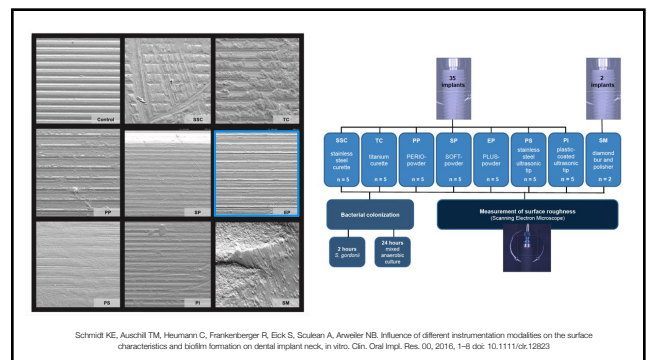 Control
SSC
TC
PP
SP
EP
PS
PI
SM
35
implants
2
implants
SSC
stainless
steel
curette
n = 5
TC
titanium
curette
n = 5
PP
PERIO-
powder
n = 5
SP
SOFT-
powder
n = 5
EP
PLUS-
powder
n = 5
PS
stainless
steel
ultrasonic
tip
n = 5
PI
plastic-
coated
ultrasonic
tip
n = 5
SM
diamond
bur and
polisher
n = 2
Bacterial colonization
Measurement of surface roughness
(Scanning Electron Microscope)
2 hours
S. gordonii
24 hours
mixed
anaerobic
culture
Schmidt KE, Auschill TM, Heumann C, Frankenberger R, Eick S, Sculean A, Arweiler NB. Influence of different instrumentation modalities on the surface
characteristics and biofilm formation on dental implant neck, in vitro. Clin. Oral Impl. Res. 00, 2016, 1–8 doi: 10.1111/clr.12823